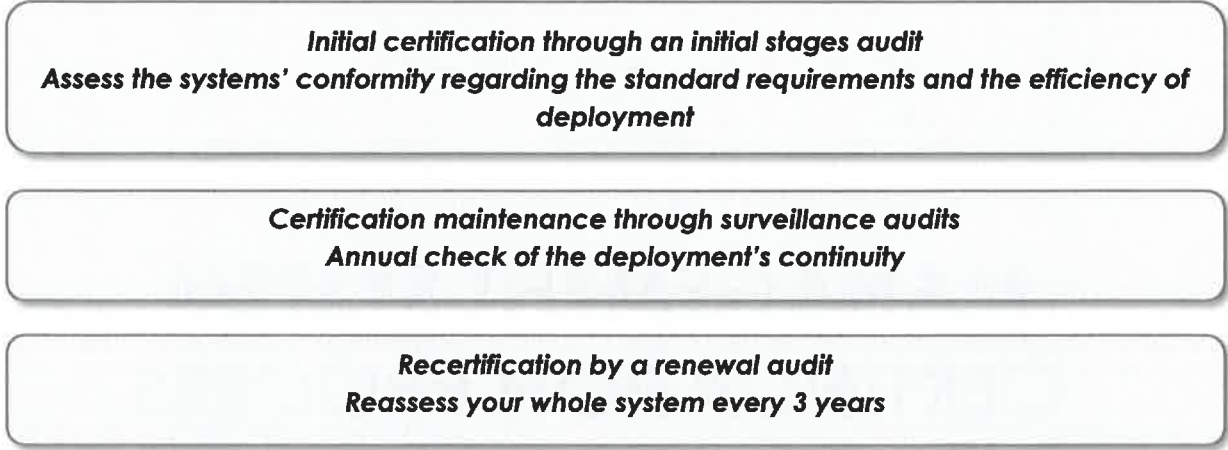 Initial certification through an initial stages audit
Assess the systems' conformity regarding the standard requirements and the efficiency of
deployment
Certification maintenance through surveillance audits
Annual check of the deployment's continuity
Recertification by a renewal audit
Reassess your whole system every 3 years